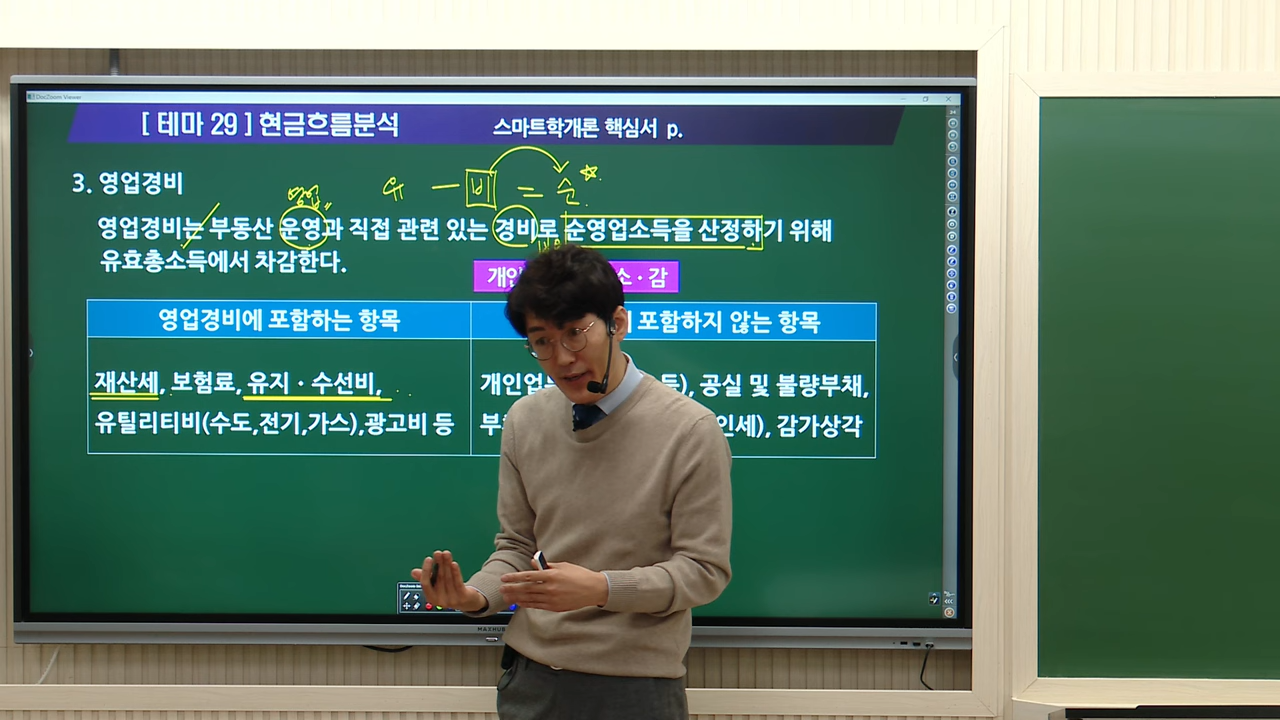 DocZoom Viewer
[ 테마 29 ] 현금흐름분석
스마트학개론 핵심서 p.
3. 영업경비
영업
유 － 비 = 순
영업경비는 부동산 운영과 직접 관련 있는 경비로 순영업소득을 산정하기 위해
유효총소득에서 차감한다.
개인 소 · 감
영업경비에 포함하는 항목
포함하지 않는 항목
재산세, 보험료, 유지 · 수선비,
유틸리티비(수도,전기,가스),광고비 등
개인업 득), 공실 및 불량부채,
부 인세), 감가상각
MAXHUB